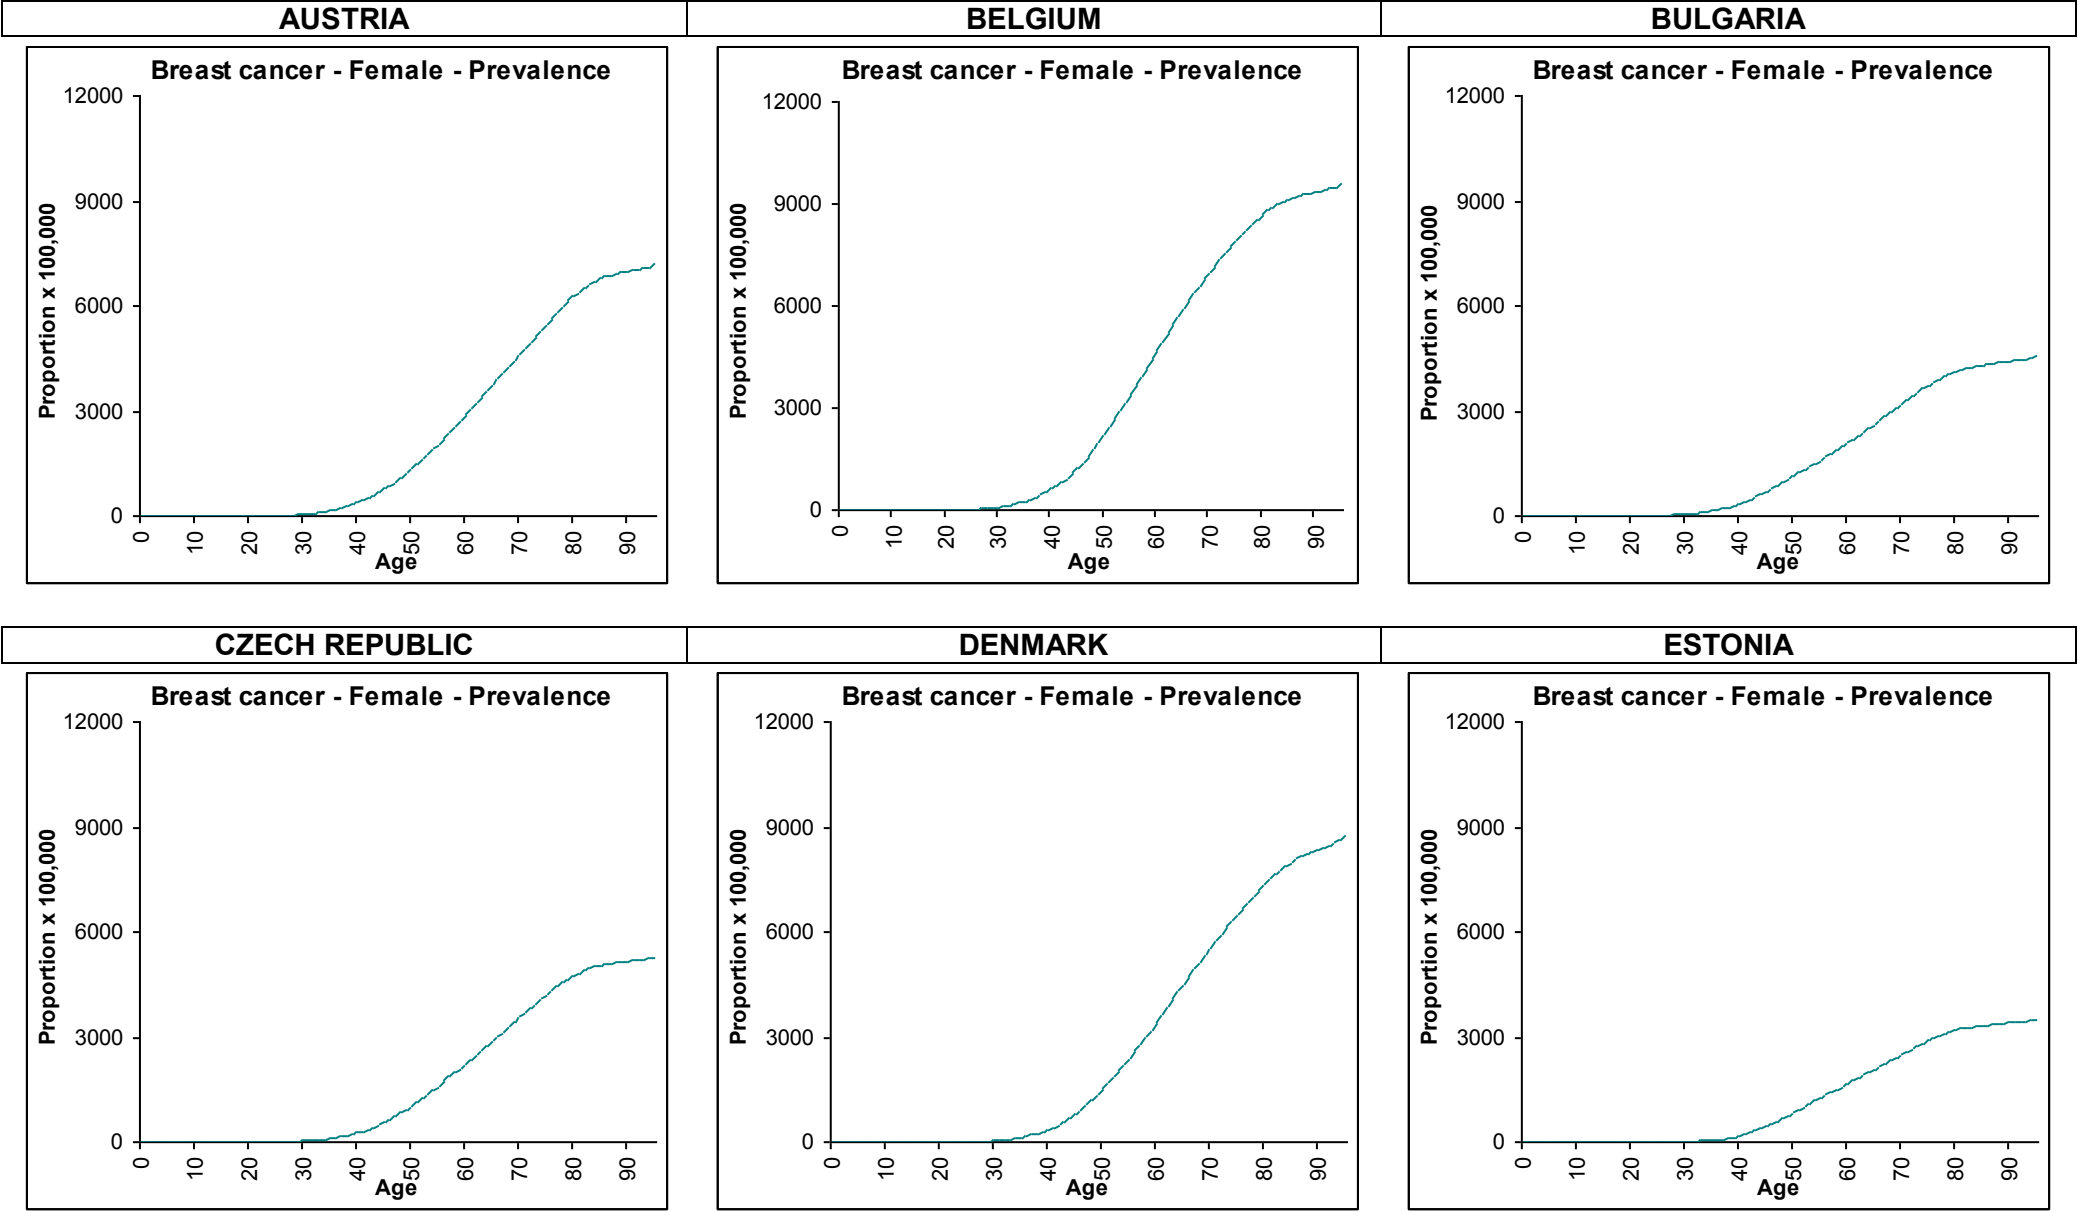 AUSTRIA
BELGIUM
BULGARIA
Breast cancer - Female - Prevalence
12000
9000
6000
3000
0
Proportion x 100,000
0 10 20 30 40 50 60 70 80 90
Age
Breast cancer - Female - Prevalence
12000
9000
6000
3000
0
Proportion x 100,000
0 10 20 30 40 50 60 70 80 90
Age
Breast cancer - Female - Prevalence
12000
9000
6000
3000
0
Proportion x 100,000
0 10 20 30 40 50 60 70 80 90
Age
CZECH REPUBLIC
DENMARK
ESTONIA
Breast cancer - Female - Prevalence
12000
9000
6000
3000
0
Proportion x 100,000
0 10 20 30 40 50 60 70 80 90
Age
Breast cancer - Female - Prevalence
12000
9000
6000
3000
0
Proportion x 100,000
0 10 20 30 40 50 60 70 80 90
Age
Breast cancer - Female - Prevalence
12000
9000
6000
3000
0
Proportion x 100,000
0 10 20 30 40 50 60 70 80 90
Age